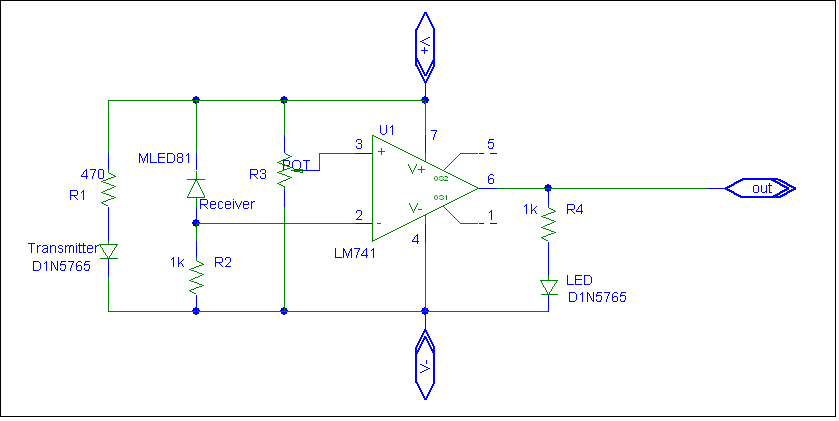 V+
U1
7
MLED81
3
+
5
470
R1
R3
POT
V+
OS2
6
out
Receiver
OS1
1k
R4
2
-
V-
1
Transmitter
D1N5765
1k
R2
LM741
4
LED
D1N5765
V-